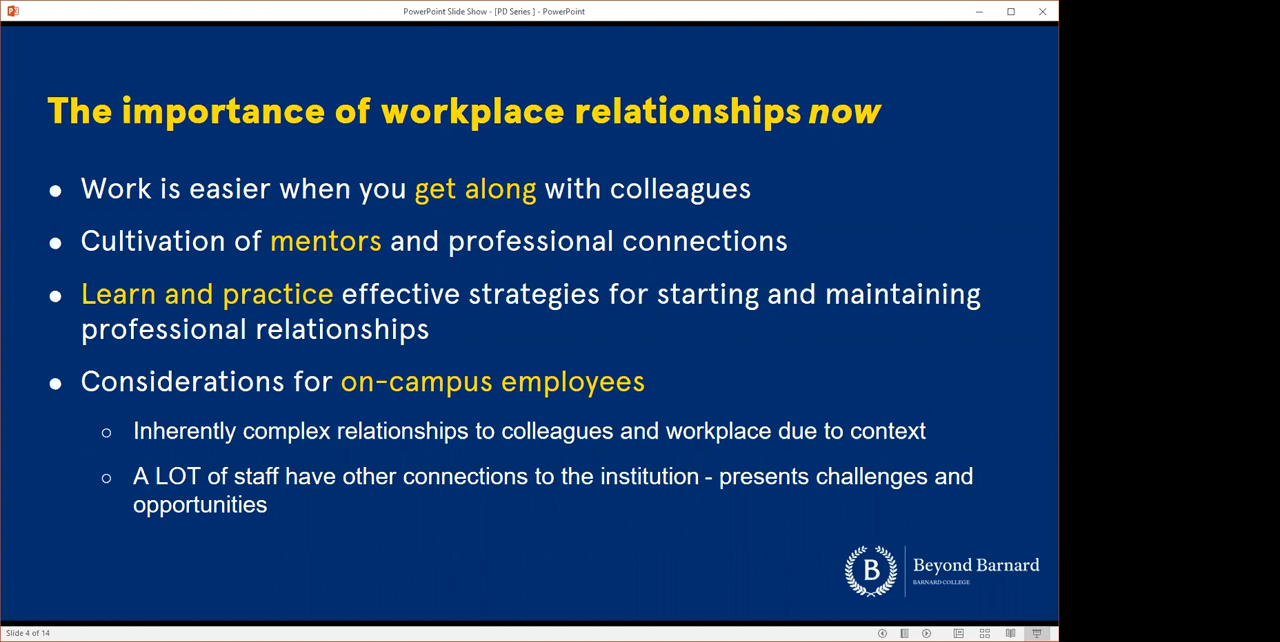 PowerPoint Slide Show - [PD Series ] - PowerPoint
The importance of workplace relationships now
● Work is easier when you get along with colleagues
● Cultivation of mentors and professional connections
● Learn and practice effective strategies for starting and maintaining
professional relationships
● Considerations for on-campus employees
○ Inherently complex relationships to colleagues and workplace due to context
○ A LOT of staff have other connections to the institution - presents challenges and
opportunities
B
Beyond Barnard
BARNARD COLLEGE
Slide 4 of 14